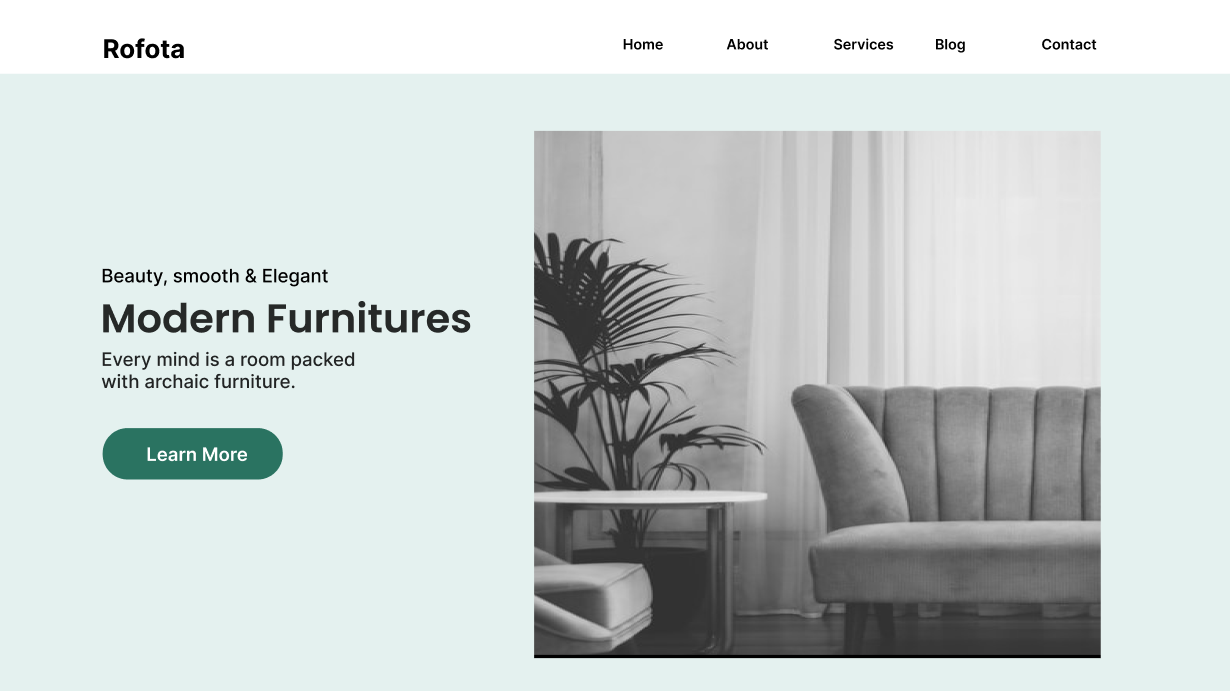 Rofota
Home About Services Blog Contact
Beauty, smooth & Elegant
Modern Furnitures
Every mind is a room packed
with archaic furniture.
Learn More